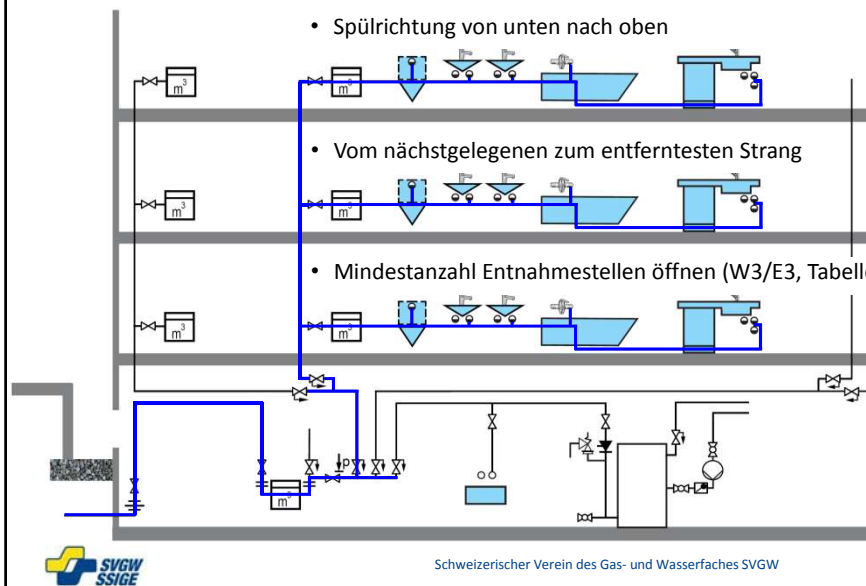 • Spülrichtung von unten nach oben
m³
m³
• Vom nächstgelegenen zum entferntesten Strang
m³
m³
• Mindestanzahl Entnahmestellen öffnen (W3/E3, Tabelle
m³
m³
p
m³
SVGW
SSIGE
Schweizerischer Verein des Gas- und Wasserfaches SVGW